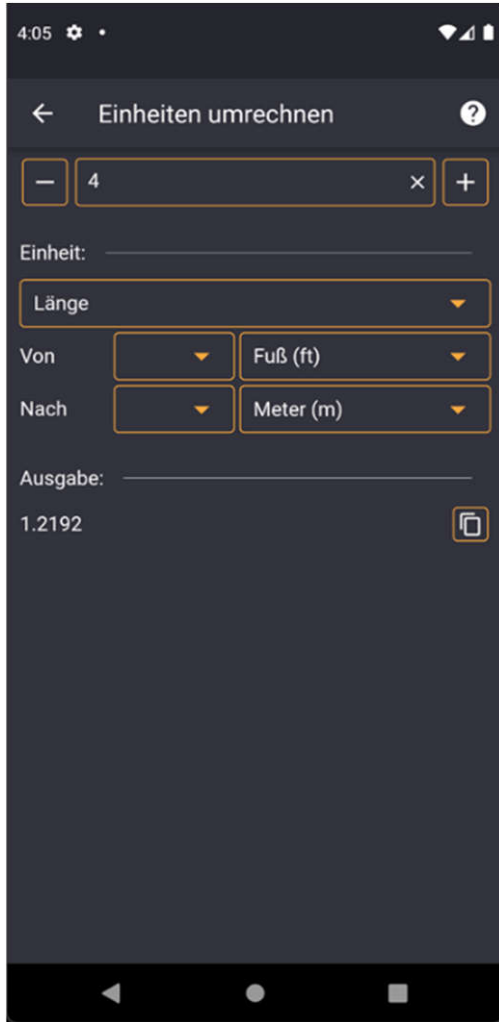 4:05
Einheiten umrechnen
4
Einheit:
Länge
Von Fuß (ft)
Nach Meter (m)
Ausgabe:
1.2192